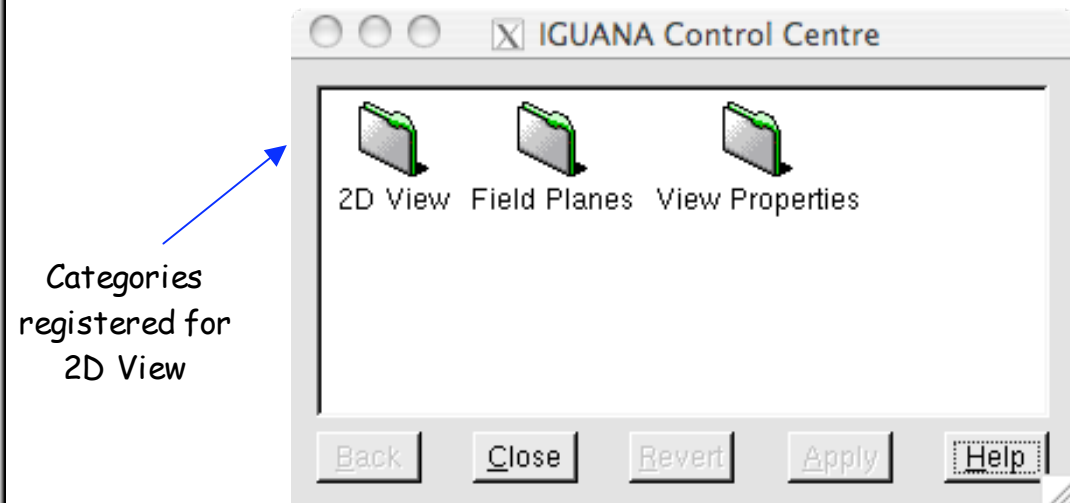 IGUANA Control Centre
2D View Field Planes View Properties
Categories
registered for
2D View
Back Close Revert Apply Help